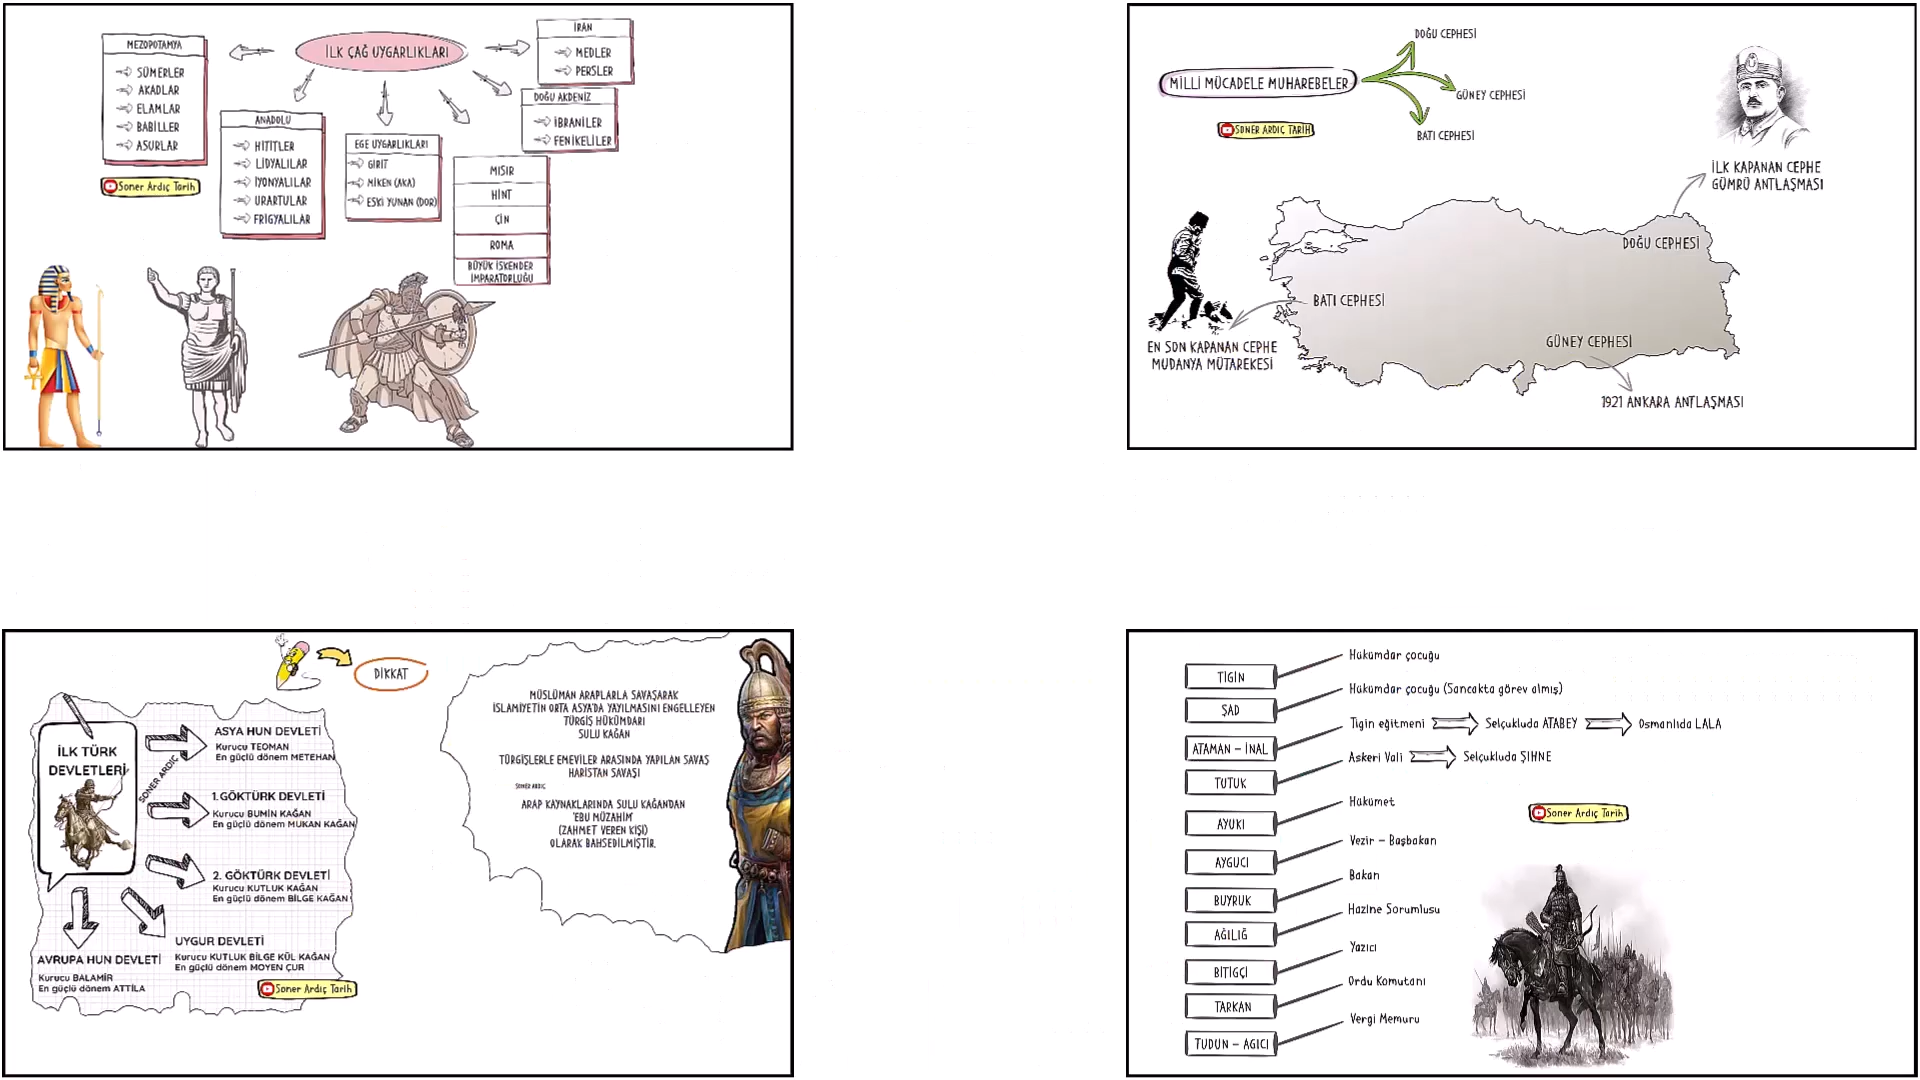 İLK ÇAĞ UYGARLIKLARI
MEZOPOTAMYA
SÜMERLER
AKADLAR
ELAMLAR
BABİLLER
ASURLAR
Soner Ardıç Tarih
ANADOLU
HİTİTLER
LİDYALILAR
İYONYALILAR
URARTULAR
FRİGYALILAR
EGE UYGARLIKLARI
GİRİT
MİKEN (AKA)
ESKİ YUNAN (DOR)
MISIR
HİNT
ÇİN
ROMA
BÜYÜK İSKENDER
İMPARATORLUĞU
İRAN
MEDLER
PERSLER
DOĞU AKDENİZ
İBRANİLER
FENİKELİLER
MİLLİ MÜCADELE MUHAREBELER
DOĞU CEPHESİ
GÜNEY CEPHESİ
BATI CEPHESİ
SONER ARDIÇ TARİH
İLK KAPANAN CEPHE
GÜMRÜ ANTLAŞMASI
DOĞU CEPHESİ
BATI CEPHESİ
EN SON KAPANAN CEPHE
MUDANYA MÜTAREKESİ
GÜNEY CEPHESİ
1921 ANKARA ANTLAŞMASI
DİKKAT
İLK TÜRK
DEVLETLERİ
SONER ARDIÇ
ASYA HUN DEVLETİ
Kurucu TEOMAN
En güçlü dönem METEHAN
1.GÖKTÜRK DEVLETİ
Kurucu BUMİN KAĞAN
En güçlü dönem MUKAN KAĞAN
2. GÖKTÜRK DEVLETİ
Kurucu KUTLUK KAĞAN
En güçlü dönem BİLGE KAĞAN
UYGUR DEVLETİ
Kurucu KUTLUK BİLGE KÜL KAĞAN
En güçlü dönem MOYEN ÇUR
AVRUPA HUN DEVLETİ
Kurucu BALAMİR
En güçlü dönem ATTİLA
Soner Ardıç Tarih
MÜSLÜMAN ARAPLARLA SAVAŞARAK
İSLAMİYETİN ORTA ASYA'DA YAYILMASINI ENGELLEYEN
TÜRGİŞ HÜKÜMDARI
SULU KAĞAN
TÜRGİŞLERLE EMEVİLER ARASINDA YAPILAN SAVAŞ
HARİSTAN SAVAŞI
SONER ARDIÇ
ARAP KAYNAKLARINDA SULU KAĞANDAN
'EBU MÜZAHİM'
(ZAHMET VEREN KİŞİ)
OLARAK BAHSEDİLMİŞTİR.
TİGİN
Hükümdar çocuğu
ŞAD
Hükümdar çocuğu (Sancakta görev almış)
ATAMAN – İNAL
Tigin eğitmeni
Selçukluda ATABEY
Osmanlıda LALA
TUTUK
Askeri Vali
Selçukluda ŞIHNE
AYUKI
Hükümet
AYGUCI
Vezir – Başbakan
BUYRUK
Bakan
AĞILIĞ
Hazine Sorumlusu
BİTİGÇİ
Yazıcı
TARKAN
Ordu Komutanı
TUDUN – AGICI
Vergi Memuru
Soner Ardıç Tarih